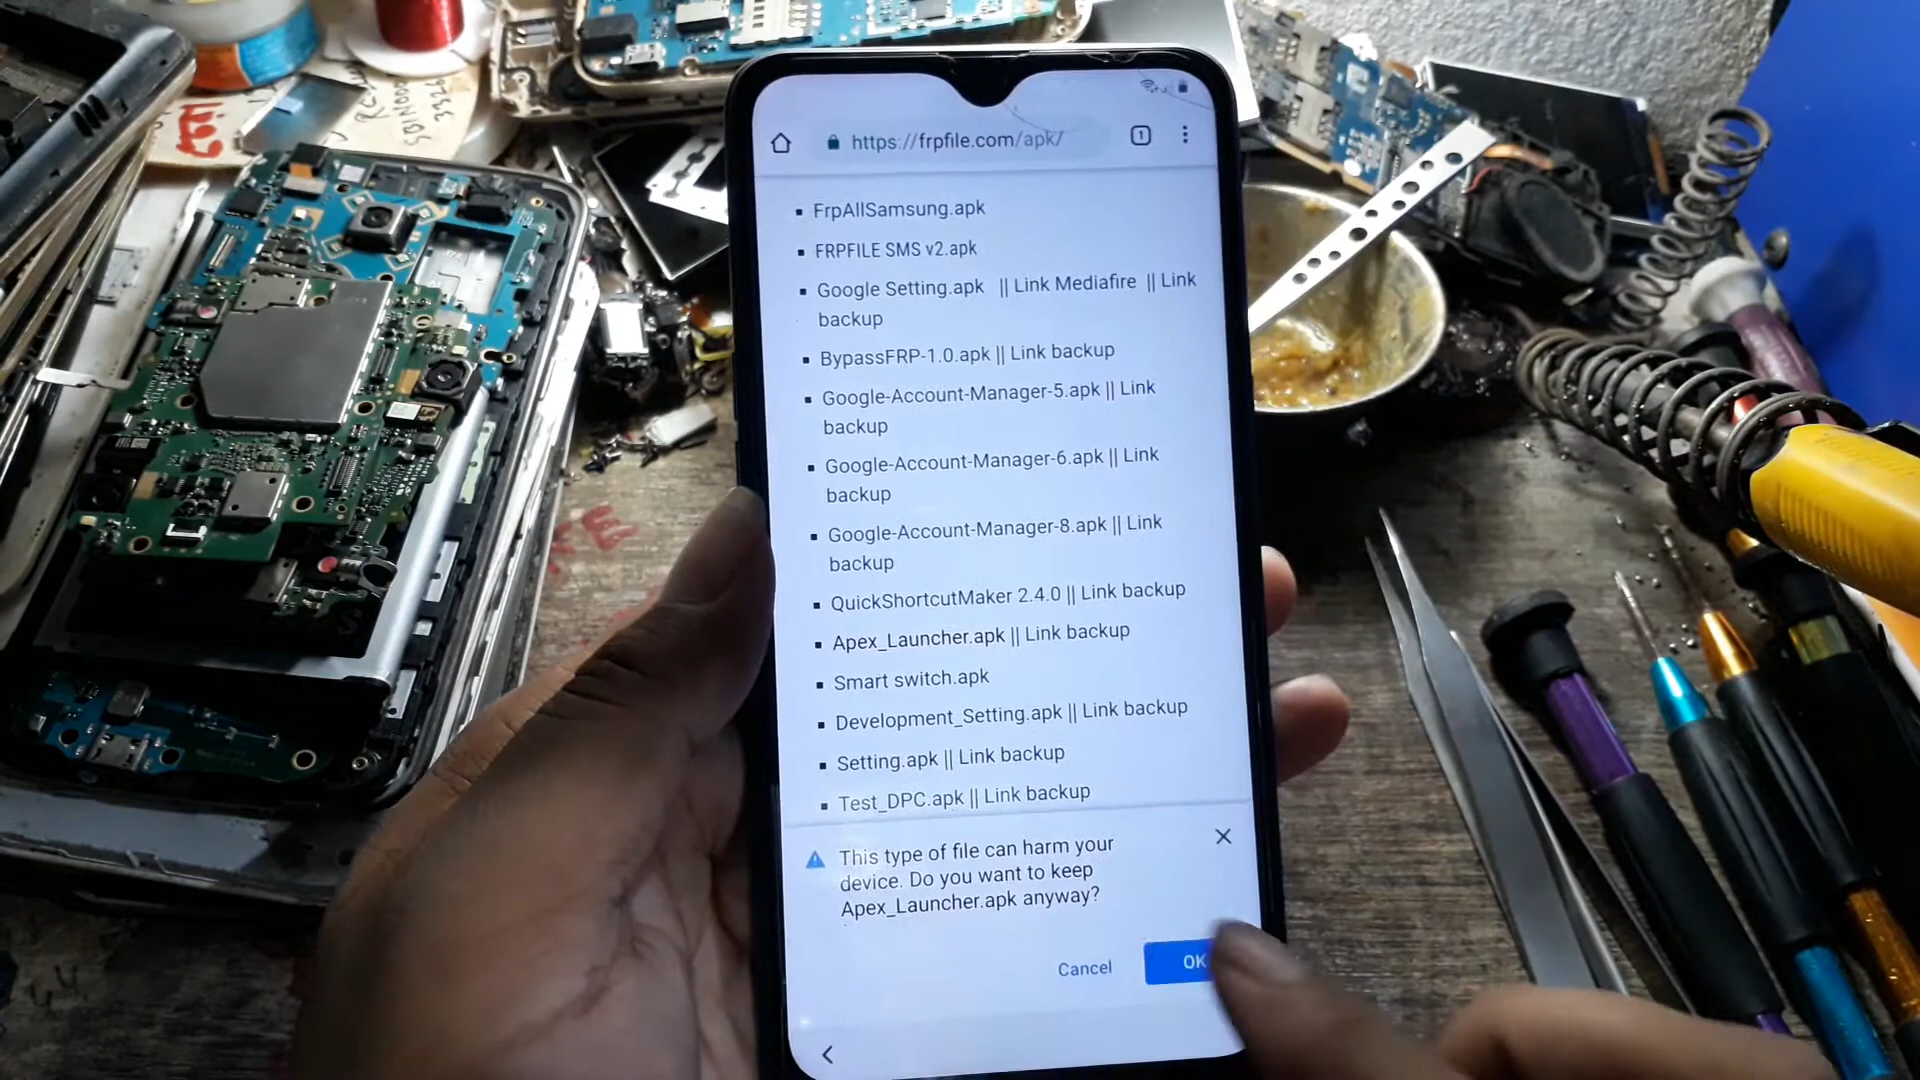 https://frpfile.com/apk/
1
FrpAllSamsung.apk
FRPFILE SMS v2.apk
Google Setting.apk || Link Mediafire || Link
backup
BypassFRP-1.0.apk || Link backup
Google-Account-Manager-5.apk || Link
backup
Google-Account-Manager-6.apk || Link
backup
Google-Account-Manager-8.apk || Link
backup
QuickShortcutMaker 2.4.0 || Link backup
Apex_Launcher.apk || Link backup
Smart switch.apk
Development_Setting.apk || Link backup
Setting.apk || Link backup
Test_DPC.apk || Link backup
This type of file can harm your
device. Do you want to keep
Apex_Launcher.apk anyway?
Cancel
OK